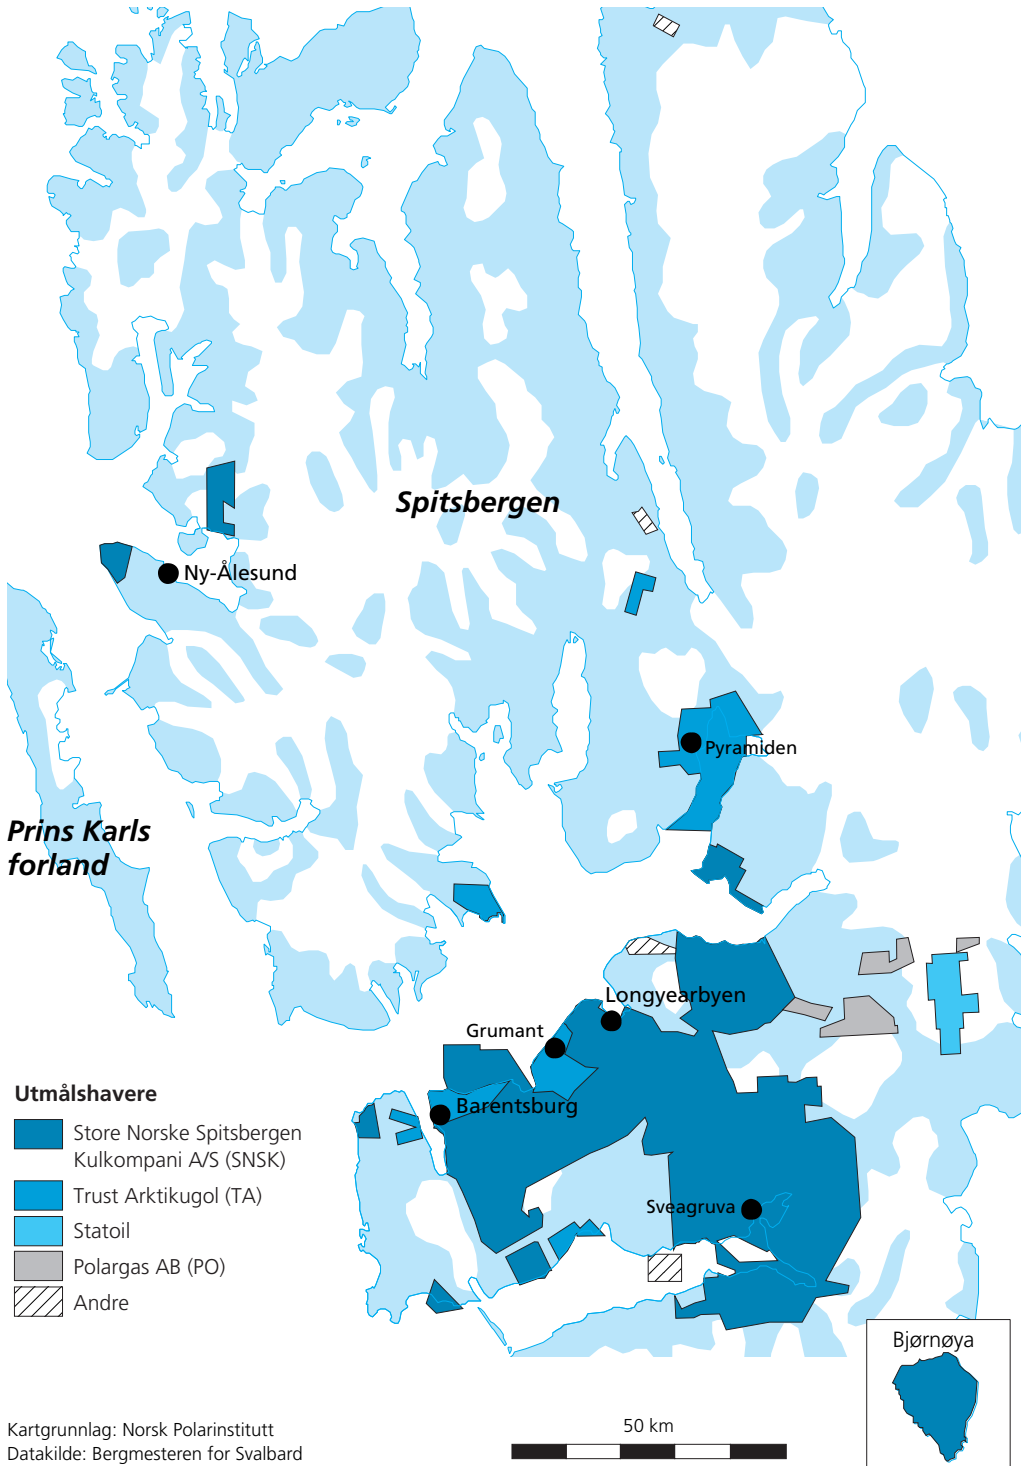 Spitsbergen
Ny-Ålesund
Pyramiden
Prins Karls
forland
Longyearbyen
Grumant
Barentsburg
Sveagruva
Utmålshavere
Store Norske Spitsbergen
Kulkompani A/S (SNSK)
Trust Arktikugol (TA)
Statoil
Polargas AB (PO)
Andre
Bjørnøya
50 km
Kartgrunnlag: Norsk Polarinstitutt
Datakilde: Bergmesteren for Svalbard